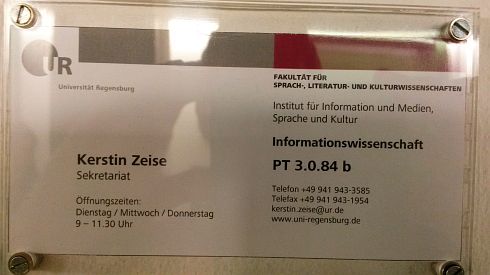 UR
Universität Regensburg
FAKULTÄT FÜR
SPRACH-, LITERATUR- UND KULTURWISSENSCHAFTEN
Institut für Information und Medien,
Sprache und Kultur
Informationswissenschaft
PT 3.0.84 b
Telefon +49 941 943-3585
Telefax +49 941 943-1954
kerstin.zeise@ur.de
www.uni-regensburg.de
Kerstin Zeise
Sekretariat
Öffnungszeiten:
Dienstag / Mittwoch / Donnerstag
9 – 11.30 Uhr